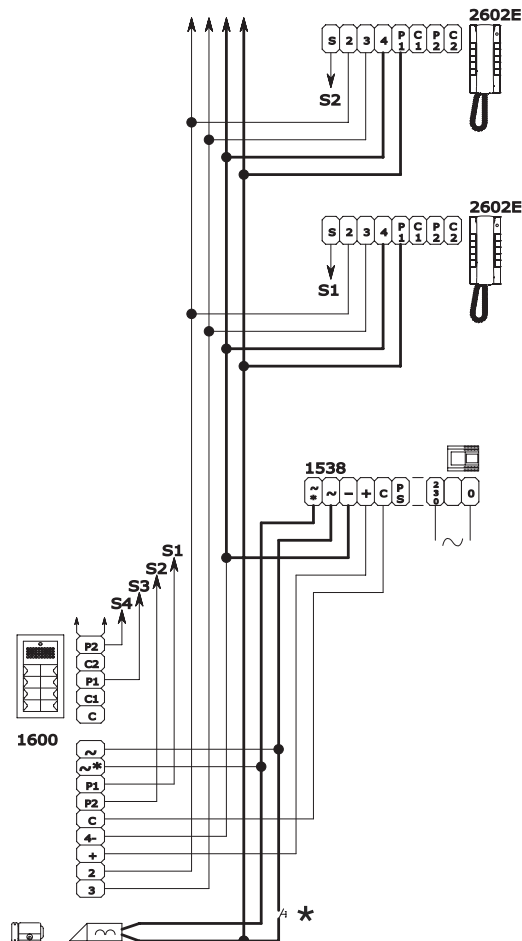 2602E
S 2 3 4 P1 C1 P2 C2
S2
2602E
S 2 3 4 P1 C1 P2 C2
S1
1538
~* ~ – + C PS 230 0
~
S1
S2
S3
S4
P2
C2
P1
C1
C
1600
~
~*
P1
P2
C
4-
+
2
3
*